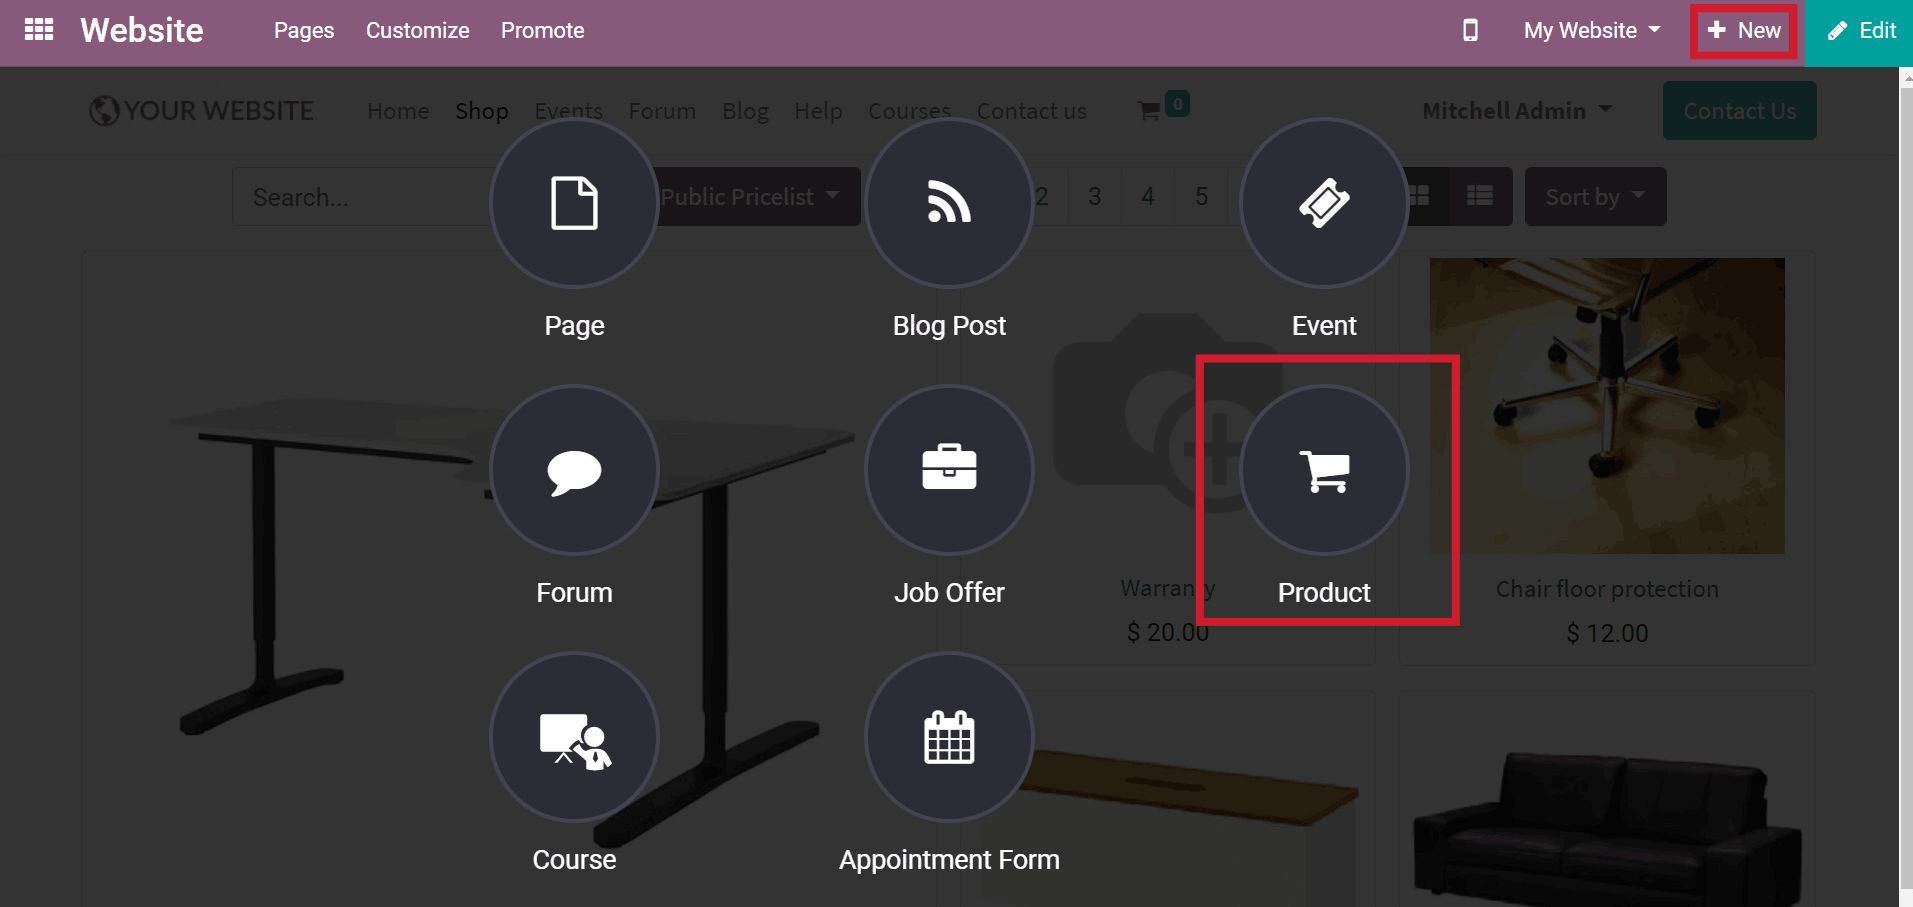 Website Pages Customize Promote My Website New Edit
YOUR WEBSITE Home Shop Events Forum Blog Help Courses Contact us 0 Mitchell Admin Contact Us
Search... Public Pricelist 2 3 4 5 Sort by
Page Blog Post Event
Forum Job Offer Warranty Product Chair floor protection
$ 20.00 $ 12.00
Course Appointment Form